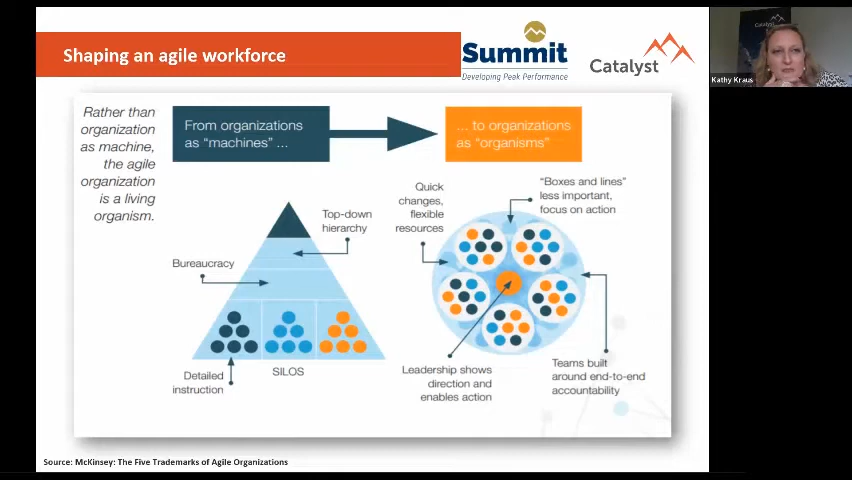 Shaping an agile workforce
Summit
Developing Peak Performance
Catalyst
Catalyst
Kathy Kraus
Rather than
organization
as machine,
the agile
organization
is a living
organism.
From organizations
as “machines” ...
... to organizations
as “organisms”
Top-down
hierarchy
Bureaucracy
Detailed
instruction
SILOS
Quick
changes,
flexible
resources
“Boxes and lines”
less important,
focus on action
Leadership shows
direction and
enables action
Teams built
around end-to-end
accountability
Source: McKinsey: The Five Trademarks of Agile Organizations